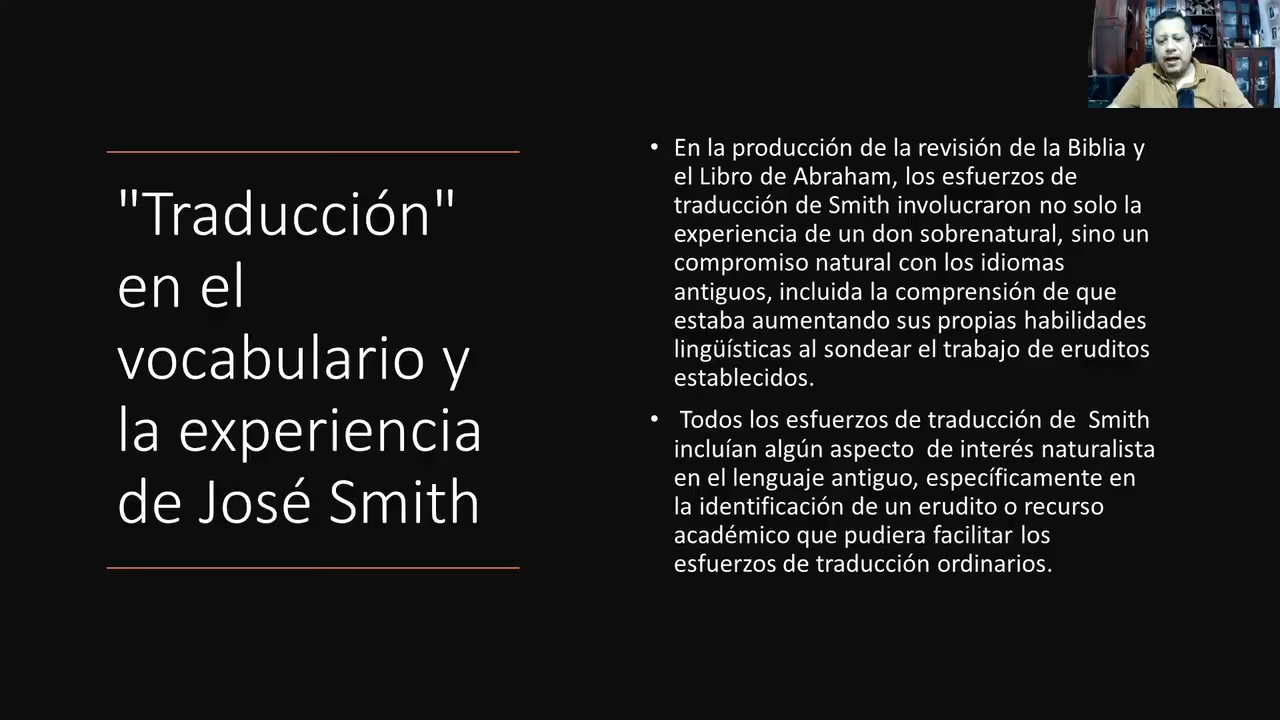 "Traducción"
en el
vocabulario y
la experiencia
de José Smith
• En la producción de la revisión de la Biblia y
el Libro de Abraham, los esfuerzos de
traducción de Smith involucraron no solo la
experiencia de un don sobrenatural, sino un
compromiso natural con los idiomas
antiguos, incluida la comprensión de que
estaba aumentando sus propias habilidades
lingüísticas al sondear el trabajo de eruditos
establecidos.
• Todos los esfuerzos de traducción de  Smith
incluían algún aspecto  de interés naturalista
en el lenguaje antiguo, específicamente en
la identificación de un erudito o recurso
académico que pudiera facilitar los
esfuerzos de traducción ordinarios.